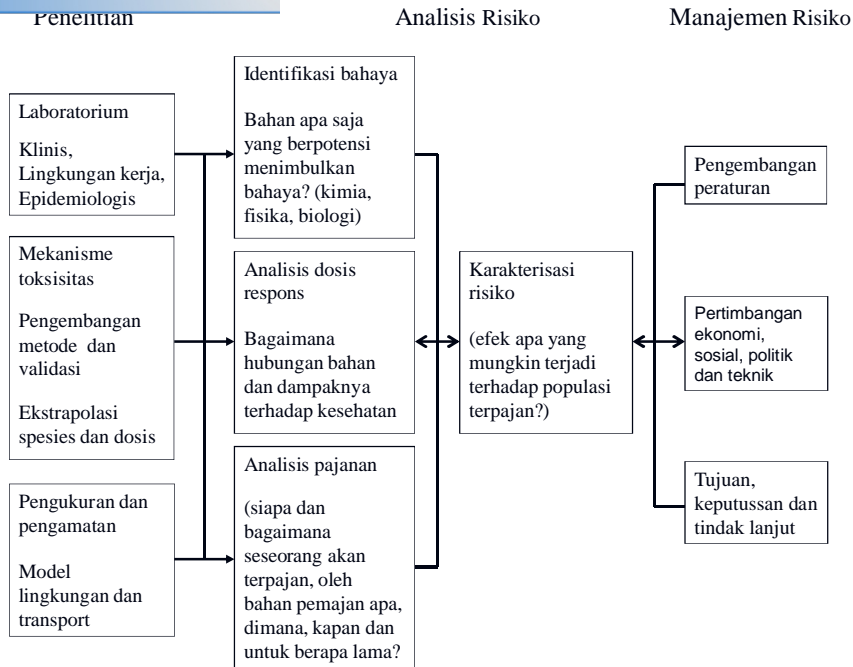 Penelitian
Analisis Risiko
Manajemen Risiko
Laboratorium
Klinis,
Lingkungan kerja,
Epidemiologis
Mekanisme
toksisitas
Pengembangan
metode dan
validasi
Ekstrapolasi
spesies dan dosis
Pengukuran dan
pengamatan
Model
lingkungan dan
transport
Identifikasi bahaya
Bahan apa saja
yang berpotensi
menimbulkan
bahaya? (kimia,
fisika, biologi)
Analisis dosis
respons
Bagaimana
hubungan bahan
dan dampaknya
terhadap kesehatan
Analisis pajanan
(siapa dan
bagaimana
seseorang akan
terpajan, oleh
bahan pemajan apa,
dimana, kapan dan
untuk berapa lama?
Karakterisasi
risiko
(efek apa yang
mungkin terjadi
terhadap populasi
terpajan?)
Pengembangan
peraturan
Pertimbangan
ekonomi,
sosial, politik
dan teknik
Tujuan,
keputussan dan
tindak lanjut